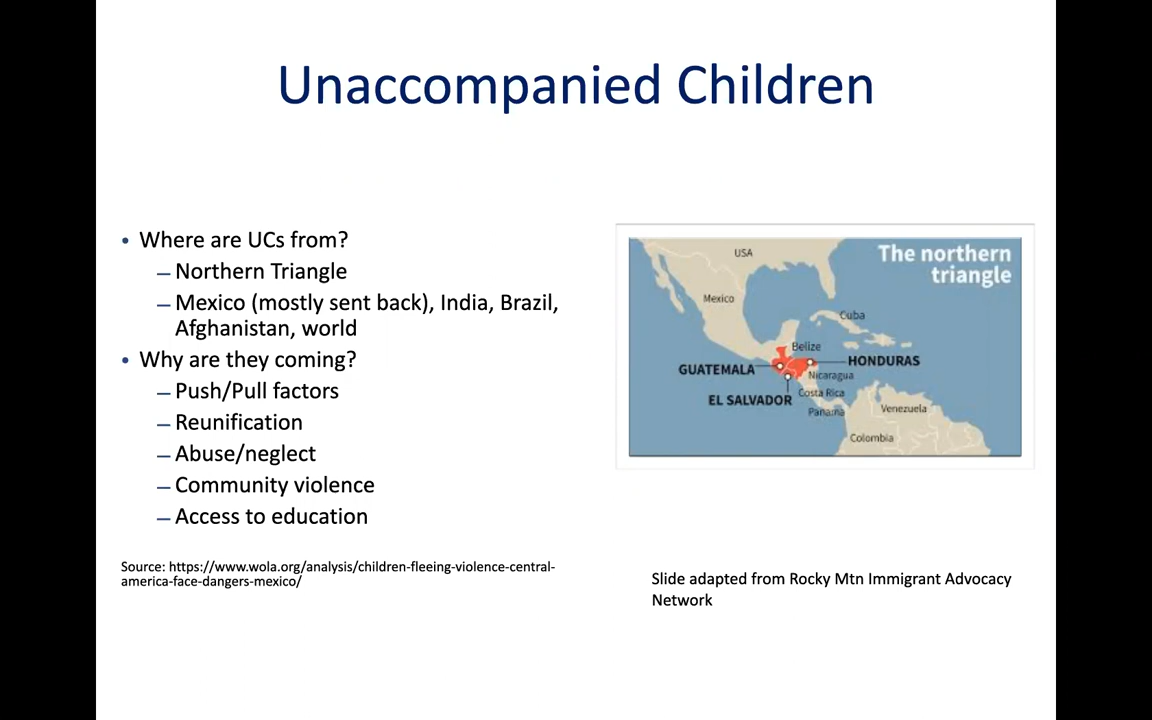 Unaccompanied Children
• Where are UCs from?
– Northern Triangle
– Mexico (mostly sent back), India, Brazil,
Afghanistan, world
• Why are they coming?
– Push/Pull factors
– Reunification
– Abuse/neglect
– Community violence
– Access to education
Source: https://www.wola.org/analysis/children-fleeing-violence-central-
america-face-dangers-mexico/
The northern
triangle
USA
Mexico
Cuba
Belize
GUATEMALA
HONDURAS
Nicaragua
EL SALVADOR
Costa Rica
Panama
Venezuela
Colombia
Slide adapted from Rocky Mtn Immigrant Advocacy
Network